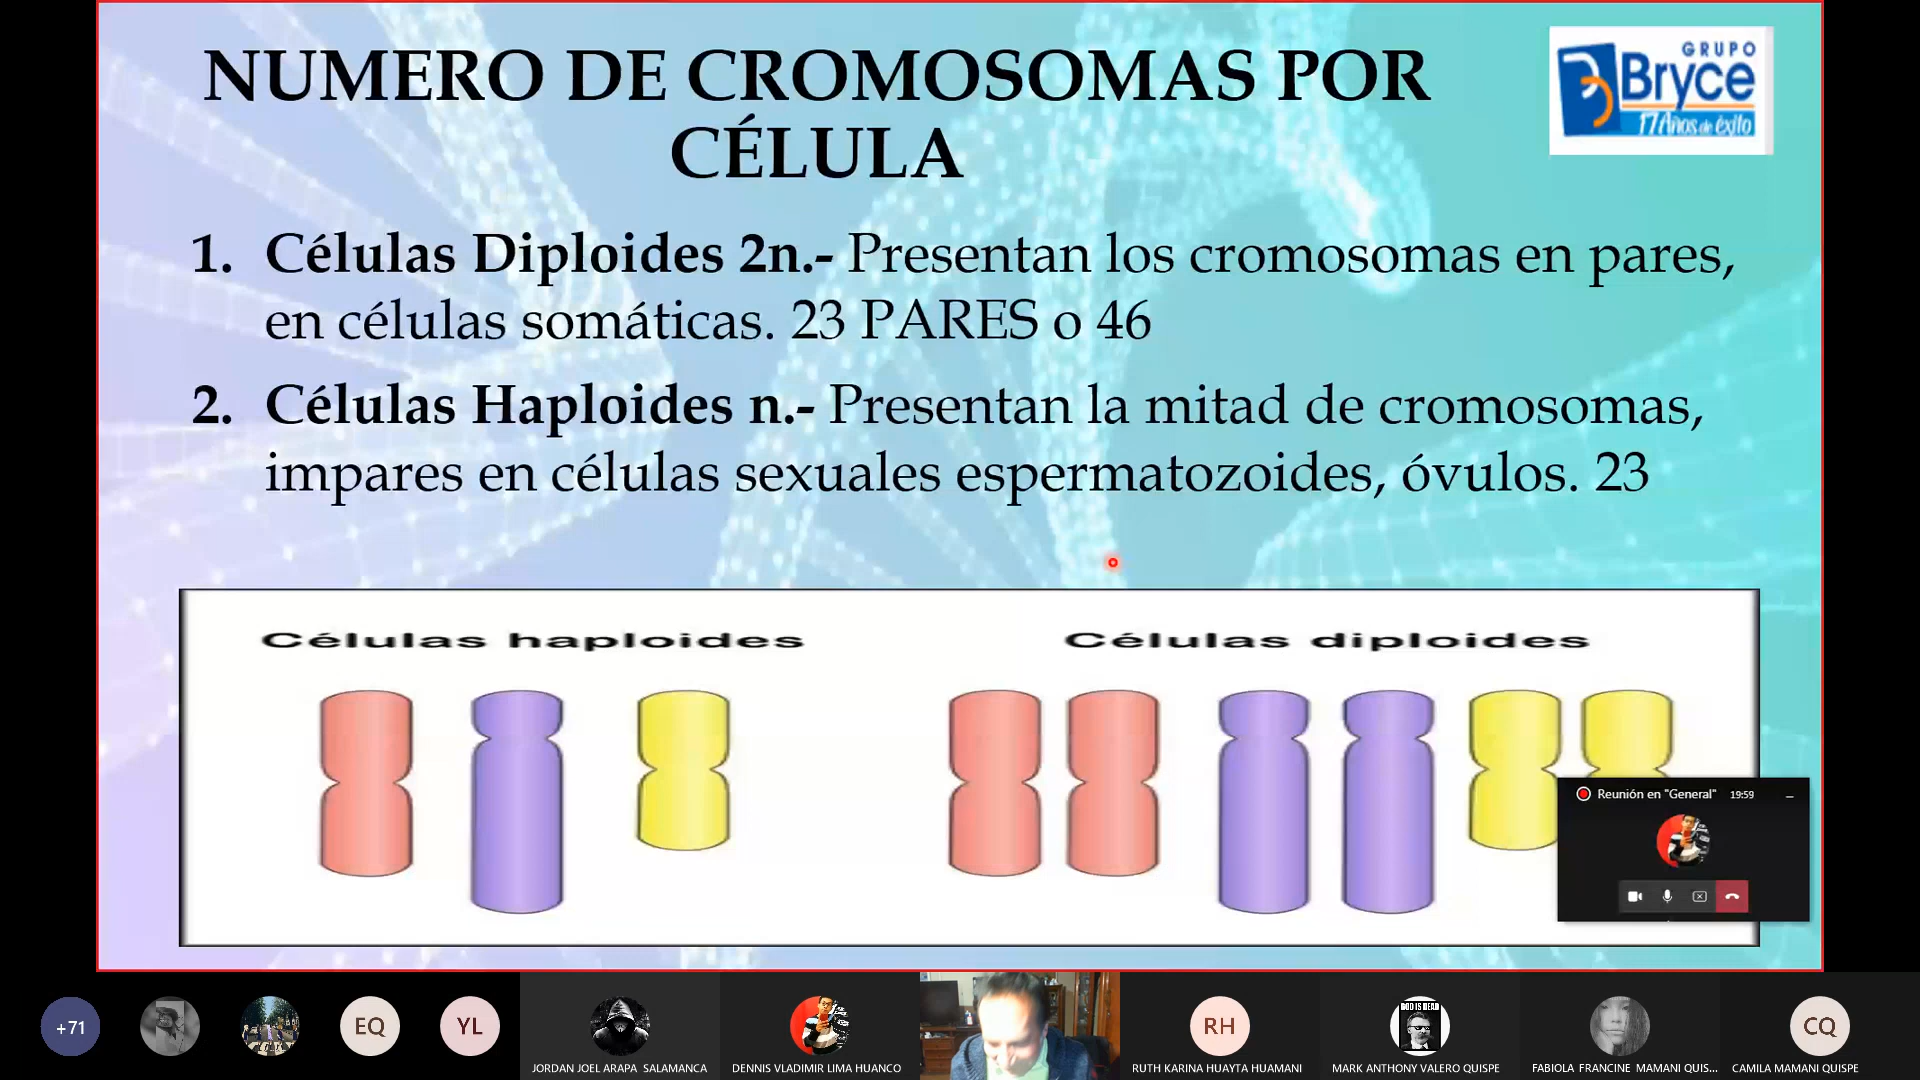 NUMERO DE CROMOSOMAS POR
CÉLULA
GRUPO
Bryce
17 Años de éxito
1. Células Diploides 2n.- Presentan los cromosomas en pares,
en células somáticas. 23 PARES o 46
2. Células Haploides n.- Presentan la mitad de cromosomas,
impares en células sexuales espermatozoides, óvulos. 23
Células haploides
Células diploides
Reunión en "General" 19:59
+71
EQ
YL
JORDAN JOEL ARAPA SALAMANCA
DENNIS VLADIMIR LIMA HUANCO
RH
RUTH KARINA HUAYTA HUAMANI
GOD IS DEAD
MARK ANTHONY VALERO QUISPE
FABIOLA FRANCINE MAMANI QUIS...
CQ
CAMILA MAMANI QUISPE